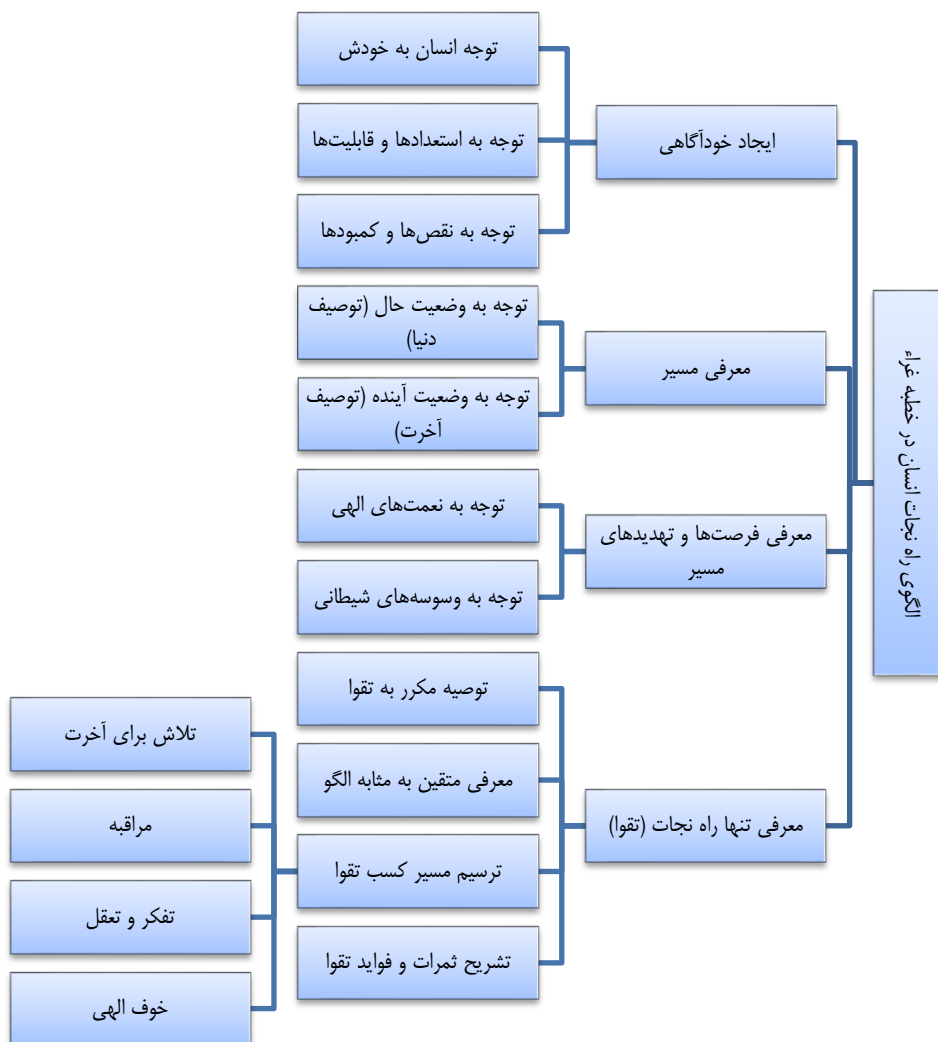 الگوی راه نجات انسان در خطبه غراء
ایجاد خودآگاهی
توجه انسان به خودش
توجه به استعدادها و قابلیت‌ها
توجه به نقص‌ها و کمبودها
معرفی مسیر
توجه به وضعیت حال (توصیف
دنیا)
توجه به وضعیت آینده (توصیف
آخرت)
معرفی فرصت‌ها و تهدیدهای
مسیر
توجه به نعمت‌های الهی
توجه به وسوسه‌های شیطانی
معرفی تنها راه نجات (تقوا)
توصیه مکرر به تقوا
معرفی متقین به مثابه الگو
ترسیم مسیر کسب تقوا
تلاش برای آخرت
مراقبه
تفکر و تعقل
خوف الهی
تشریح ثمرات و فواید تقوا